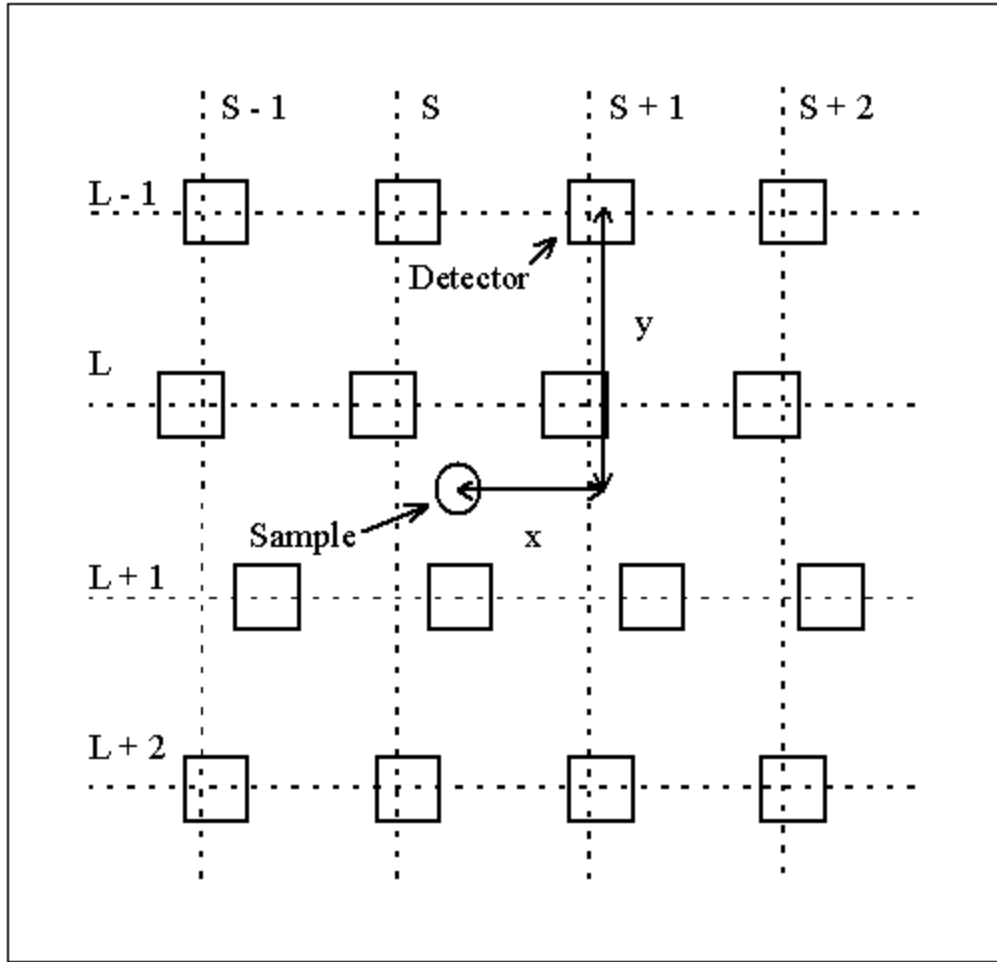 S - 1 S S + 1 S + 2
L - 1
Detector
y
L
Sample
x
L + 1
L + 2